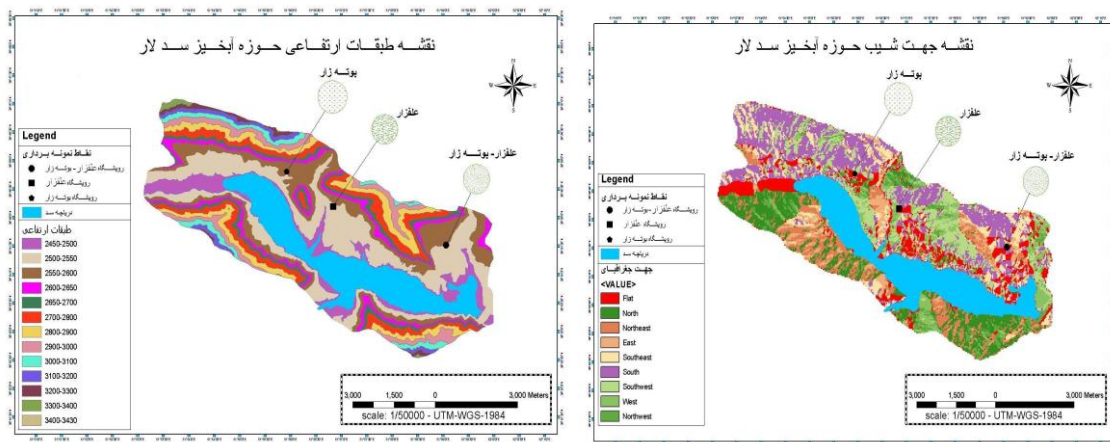 نقشه طبقات ارتفاعی حوزه آبخیز سد لار
بوته زار
علفزار
علفزار- بوته زار
N
W
E
S
Legend
نقاط نمونه برداری
رویشگاه علفزار - بوته زار
رویشگاه علفزار
رویشگاه بوته زار
دریاچه سد
طبقات ارتفاعی
2450-2500
2500-2550
2550-2600
2600-2650
2650-2700
2700-2800
2800-2900
2900-3000
3000-3100
3100-3200
3200-3300
3300-3400
3400-3430
3,000 1,500 0 3,000 Meters
scale: 1/50000 - UTM-WGS-1984
نقشه جهت شیب حوزه آبخیز سد لار
بوته زار
علفزار
علفزار- بوته زار
N
W
E
S
Legend
نقاط نمونه برداری
رویشگاه علفزار-بوته زار
رویشگاه علفزار
رویشگاه بوته زار
دریاچه سد
جهت جغرافیای
<VALUE>
Flat
North
Northeast
East
Southeast
South
Southwest
West
Northwest
3,000 1,500 0 3,000 Meters
scale: 1/50000 - UTM-WGS-1984